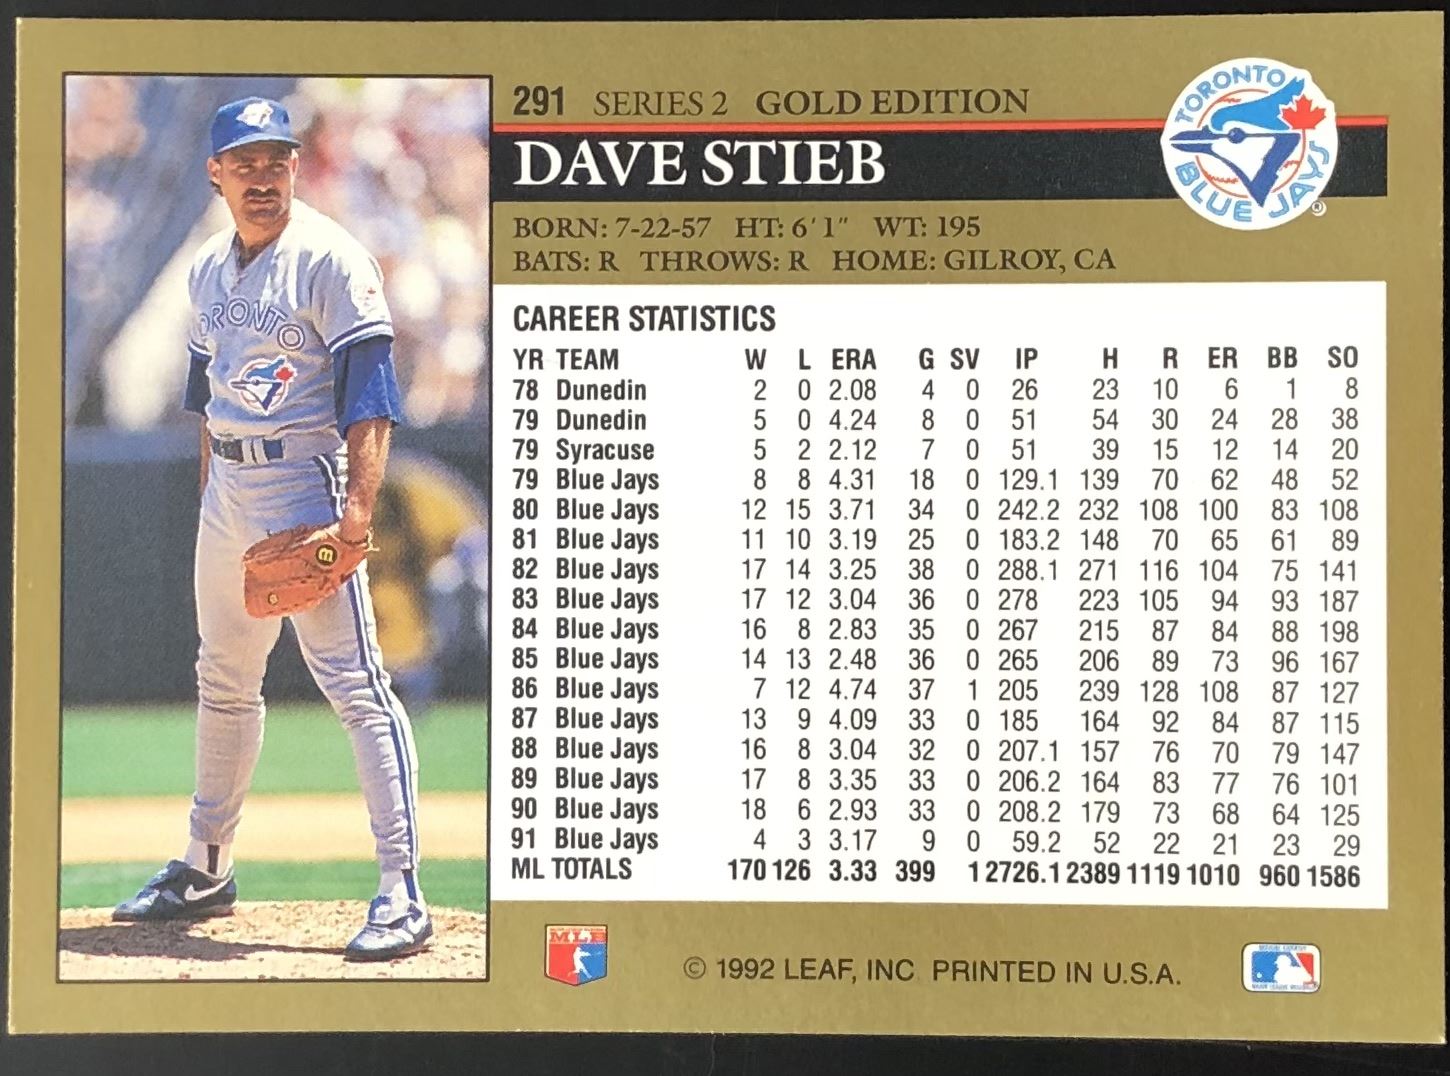 291 SERIES 2 GOLD EDITION
DAVE STIEB
TORONTO
BLUE JAYS
®
BORN: 7-22-57 HT: 6' 1" WT: 195
BATS: R THROWS: R HOME: GILROY, CA
ORONTO
CAREER STATISTICS
YR TEAM W L ERA G SV IP H R ER BB SO
78 Dunedin 2 0 2.08 4 0 26 23 10 6 1 8
79 Dunedin 5 0 4.24 8 0 51 54 30 24 28 38
79 Syracuse 5 2 2.12 7 0 51 39 15 12 14 20
79 Blue Jays 8 8 4.31 18 0 129.1 139 70 62 48 52
80 Blue Jays 12 15 3.71 34 0 242.2 232 108 100 83 108
81 Blue Jays 11 10 3.19 25 0 183.2 148 70 65 61 89
82 Blue Jays 17 14 3.25 38 0 288.1 271 116 104 75 141
83 Blue Jays 17 12 3.04 36 0 278 223 105 94 93 187
84 Blue Jays 16 8 2.83 35 0 267 215 87 84 88 198
85 Blue Jays 14 13 2.48 36 0 265 206 89 73 96 167
86 Blue Jays 7 12 4.74 37 1 205 239 128 108 87 127
87 Blue Jays 13 9 4.09 33 0 185 164 92 84 87 115
88 Blue Jays 16 8 3.04 32 0 207.1 157 76 70 79 147
89 Blue Jays 17 8 3.35 33 0 206.2 164 83 77 76 101
90 Blue Jays 18 6 2.93 33 0 208.2 179 73 68 64 125
91 Blue Jays 4 3 3.17 9 0 59.2 52 22 21 23 29
ML TOTALS 170 126 3.33 399 1 2726.1 2389 1119 1010 960 1586
MLB
© 1992 LEAF, INC PRINTED IN U.S.A.